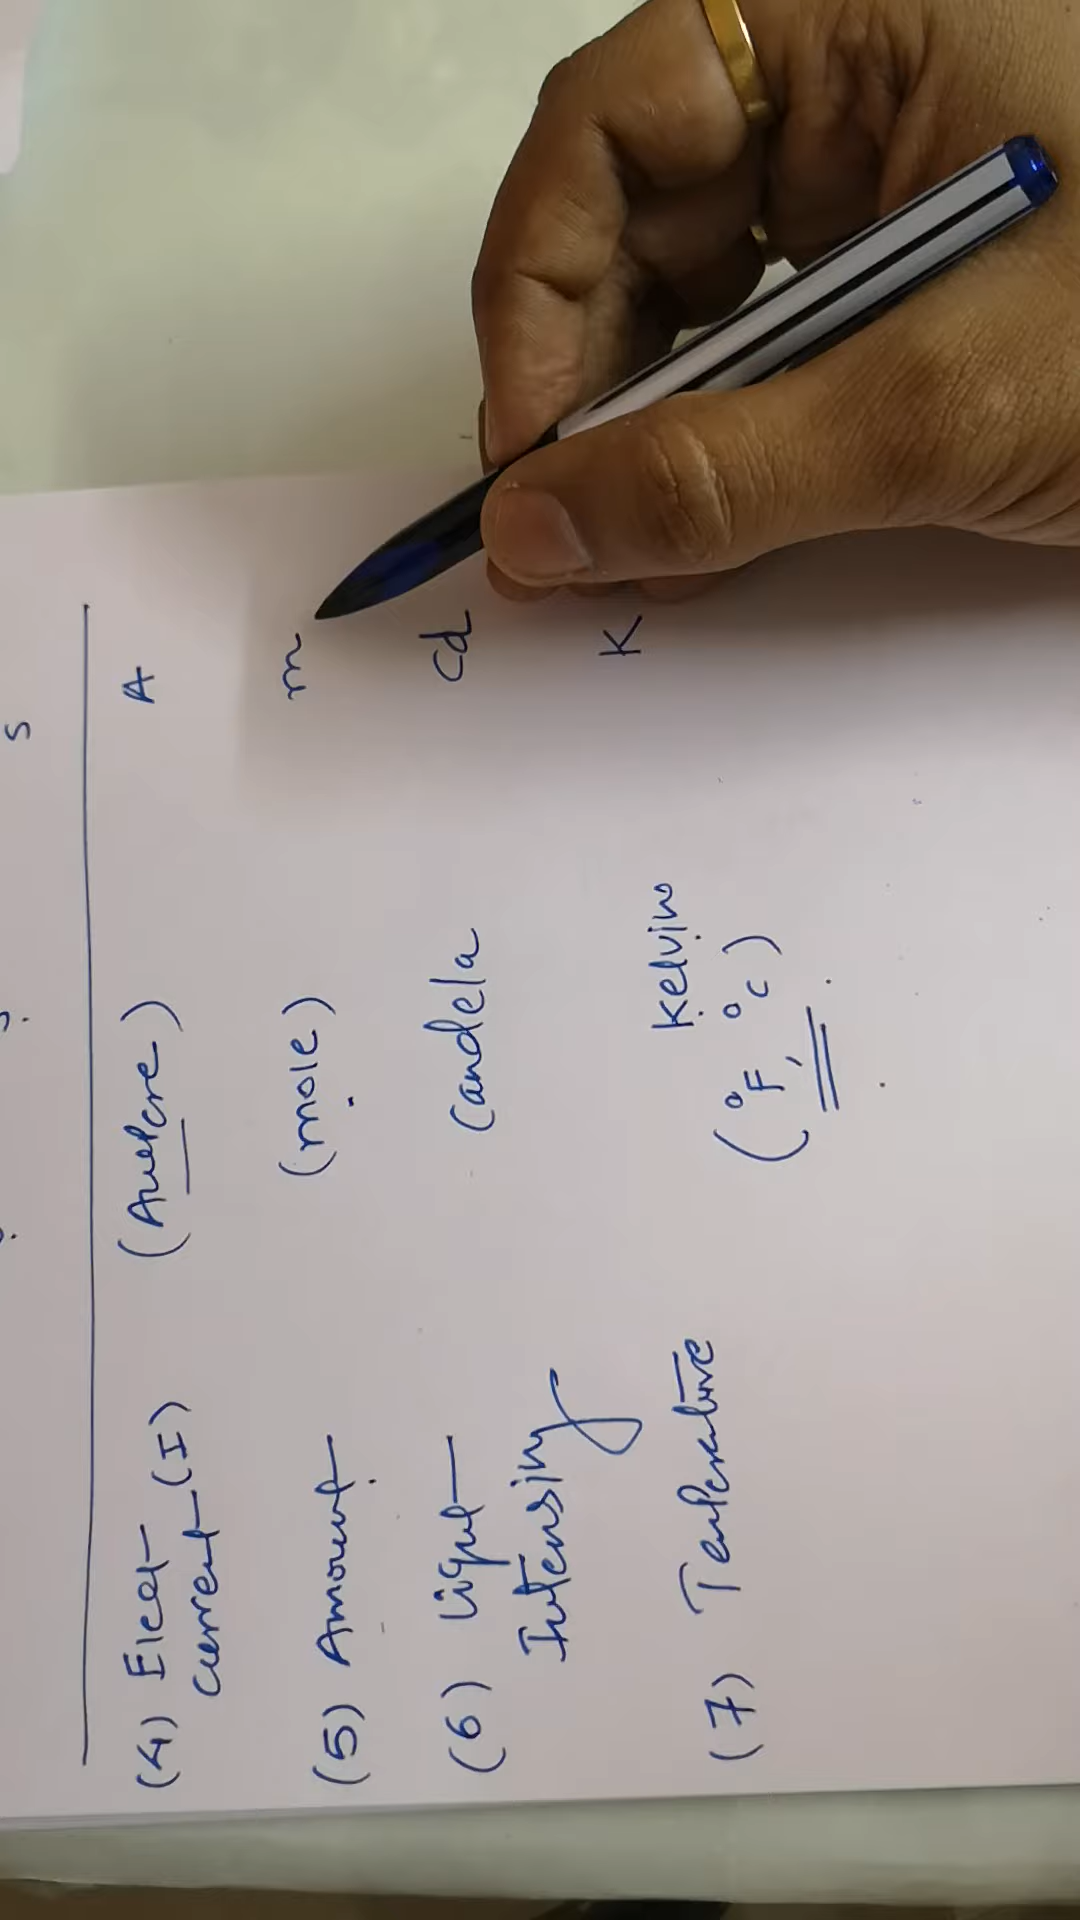 s
(4) Elect- (Ampere) A
current (I)
(5) Amount (mole) m
(6) Light Candela Cd
Intensity
(7) Temperature Kelvin K
(°F, °C)